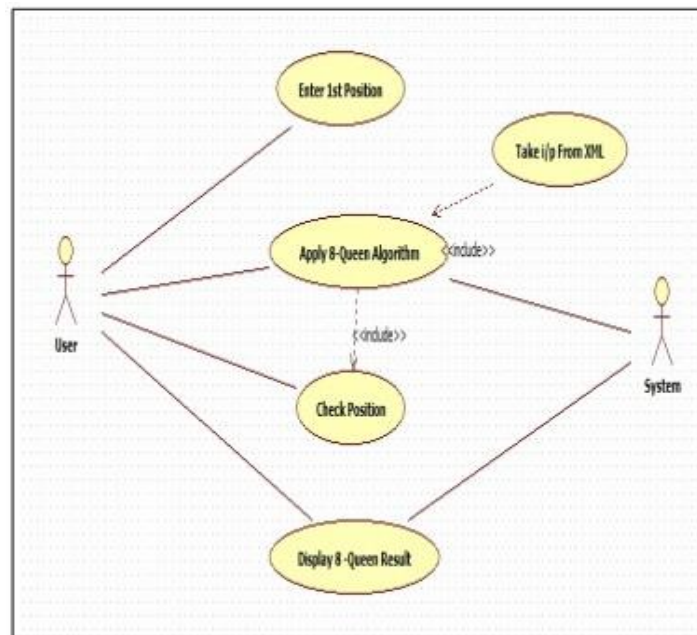 Enter 1st Position
Take i/p From XML
Apply 8-Queen Algorithm
<<include>>
User
<<include>>
System
Check Position
Display 8 -Queen Result